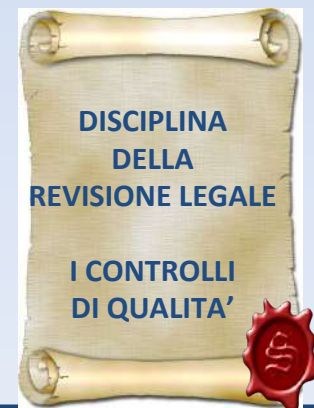 DISCIPLINA
DELLA
REVISIONE LEGALE
I CONTROLLI
DI QUALITA’